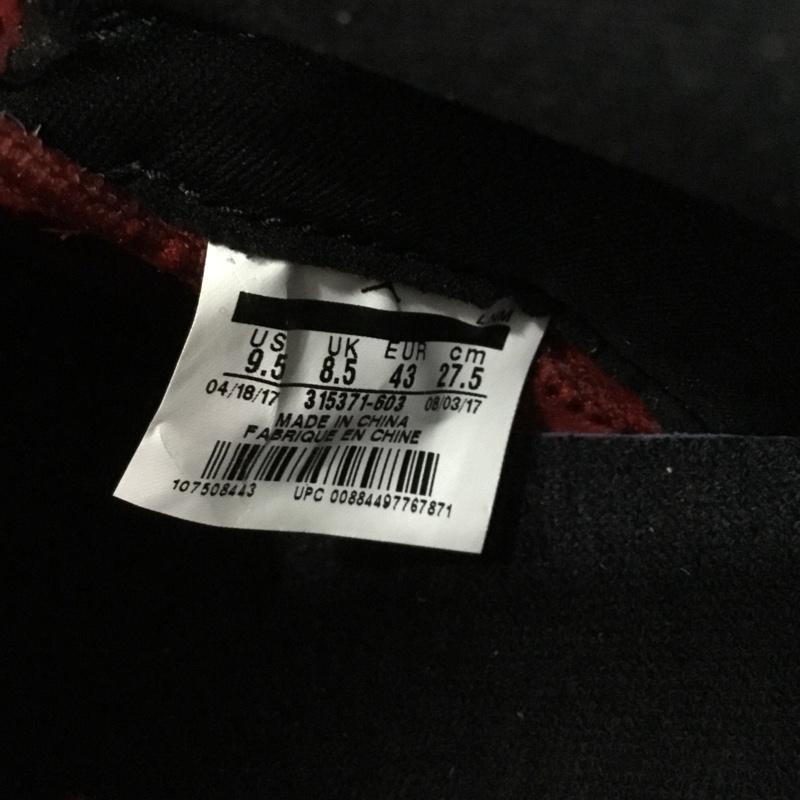 LNM
US UK EUR cm
9.5 8.5 43 27.5
04/18/17 315371-603 08/03/17
MADE IN CHINA
FABRIQUE EN CHINE
107508443 UPC 00884497767871